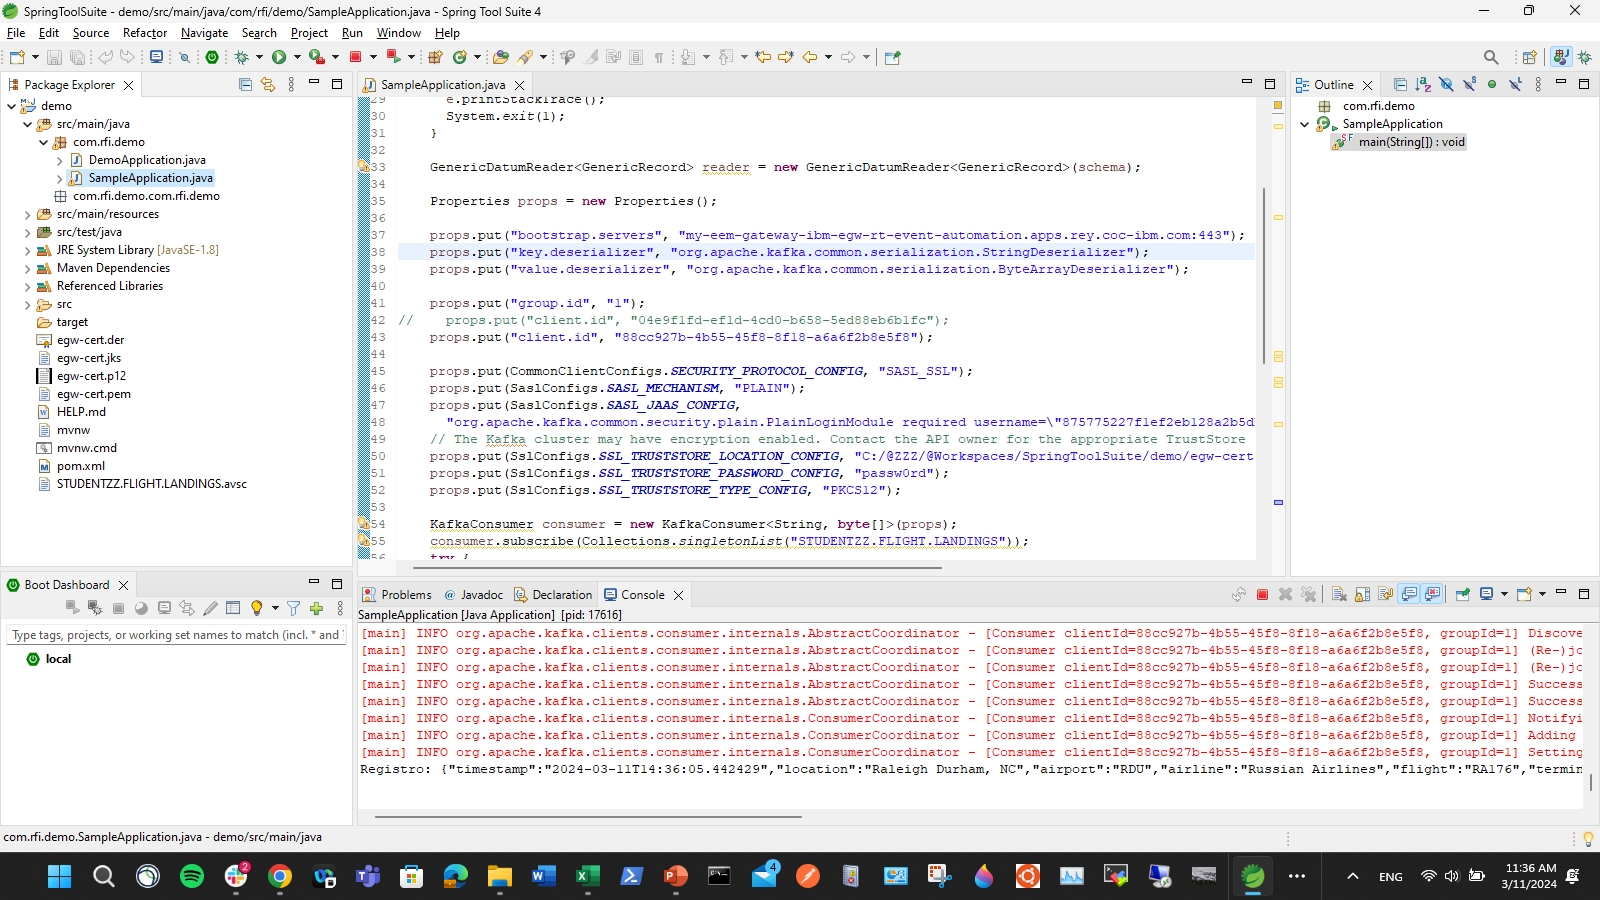 SpringToolSuite - demo/src/main/java/com/rfi/demo/SampleApplication.java - Spring Tool Suite 4
File Edit Source Refactor Navigate Search Project Run Window Help
Package Explorer
demo
src/main/java
com.rfi.demo
DemoApplication.java
SampleApplication.java
com.rfi.demo.com.rfi.demo
src/main/resources
src/test/java
JRE System Library [JavaSE-1.8]
Maven Dependencies
Referenced Libraries
src
target
egw-cert.der
egw-cert.jks
egw-cert.p12
egw-cert.pem
HELP.md
mvnw
mvnw.cmd
pom.xml
STUDENTZZ.FLIGHT.LANDINGS.avsc
SampleApplication.java
29 e.printStackTrace();
30 System.exit(1);
31 }
32
33 GenericDatumReader<GenericRecord> reader = new GenericDatumReader<GenericRecord>(schema);
34
35 Properties props = new Properties();
36
37 props.put("bootstrap.servers", "my-eem-gateway-ibm-egw-rt-event-automation.apps.rey.coc-ibm.com:443");
38 props.put("key.deserializer", "org.apache.kafka.common.serialization.StringDeserializer");
39 props.put("value.deserializer", "org.apache.kafka.common.serialization.ByteArrayDeserializer");
40
41 props.put("group.id", "1");
42 // props.put("client.id", "04e9f1fd-ef1d-4cd0-b658-5ed88eb6b1fc");
43 props.put("client.id", "88cc927b-4b55-45f8-8f18-a6a6f2b8e5f8");
44
45 props.put(CommonClientConfigs.SECURITY_PROTOCOL_CONFIG, "SASL_SSL");
46 props.put(SaslConfigs.SASL_MECHANISM, "PLAIN");
47 props.put(SaslConfigs.SASL_JAAS_CONFIG,
48 "org.apache.kafka.common.security.plain.PlainLoginModule required username=\"875775227f1ef2eb128a2b5d
49 // The Kafka cluster may have encryption enabled. Contact the API owner for the appropriate TrustStore
50 props.put(SslConfigs.SSL_TRUSTSTORE_LOCATION_CONFIG, "C:/@ZZZ/@Workspaces/SpringToolSuite/demo/egw-cert
51 props.put(SslConfigs.SSL_TRUSTSTORE_PASSWORD_CONFIG, "passw0rd");
52 props.put(SslConfigs.SSL_TRUSTSTORE_TYPE_CONFIG, "PKCS12");
53
54 KafkaConsumer consumer = new KafkaConsumer<String, byte[]>(props);
55 consumer.subscribe(Collections.singletonList("STUDENTZZ.FLIGHT.LANDINGS"));
56 try {
Outline
com.rfi.demo
SampleApplication
main(String[]) : void
Boot Dashboard
Type tags, projects, or working set names to match (incl. * and
local
Problems Javadoc Declaration Console
SampleApplication [Java Application] [pid: 17616]
[main] INFO org.apache.kafka.clients.consumer.internals.AbstractCoordinator - [Consumer clientId=88cc927b-4b55-45f8-8f18-a6a6f2b8e5f8, groupId=1] Discove
[main] INFO org.apache.kafka.clients.consumer.internals.AbstractCoordinator - [Consumer clientId=88cc927b-4b55-45f8-8f18-a6a6f2b8e5f8, groupId=1] (Re-)jc
[main] INFO org.apache.kafka.clients.consumer.internals.AbstractCoordinator - [Consumer clientId=88cc927b-4b55-45f8-8f18-a6a6f2b8e5f8, groupId=1] (Re-)jc
[main] INFO org.apache.kafka.clients.consumer.internals.AbstractCoordinator - [Consumer clientId=88cc927b-4b55-45f8-8f18-a6a6f2b8e5f8, groupId=1] Success
[main] INFO org.apache.kafka.clients.consumer.internals.AbstractCoordinator - [Consumer clientId=88cc927b-4b55-45f8-8f18-a6a6f2b8e5f8, groupId=1] Success
[main] INFO org.apache.kafka.clients.consumer.internals.ConsumerCoordinator - [Consumer clientId=88cc927b-4b55-45f8-8f18-a6a6f2b8e5f8, groupId=1] Notifyi
[main] INFO org.apache.kafka.clients.consumer.internals.ConsumerCoordinator - [Consumer clientId=88cc927b-4b55-45f8-8f18-a6a6f2b8e5f8, groupId=1] Adding
[main] INFO org.apache.kafka.clients.consumer.internals.ConsumerCoordinator - [Consumer clientId=88cc927b-4b55-45f8-8f18-a6a6f2b8e5f8, groupId=1] Setting
Registro: {"timestamp":"2024-03-11T14:36:05.442429","location":"Raleigh Durham, NC","airport":"RDU","airline":"Russian Airlines","flight":"RA176","termin
com.rfi.demo.SampleApplication.java - demo/src/main/java
2
4
ENG
11:36 AM
3/11/2024